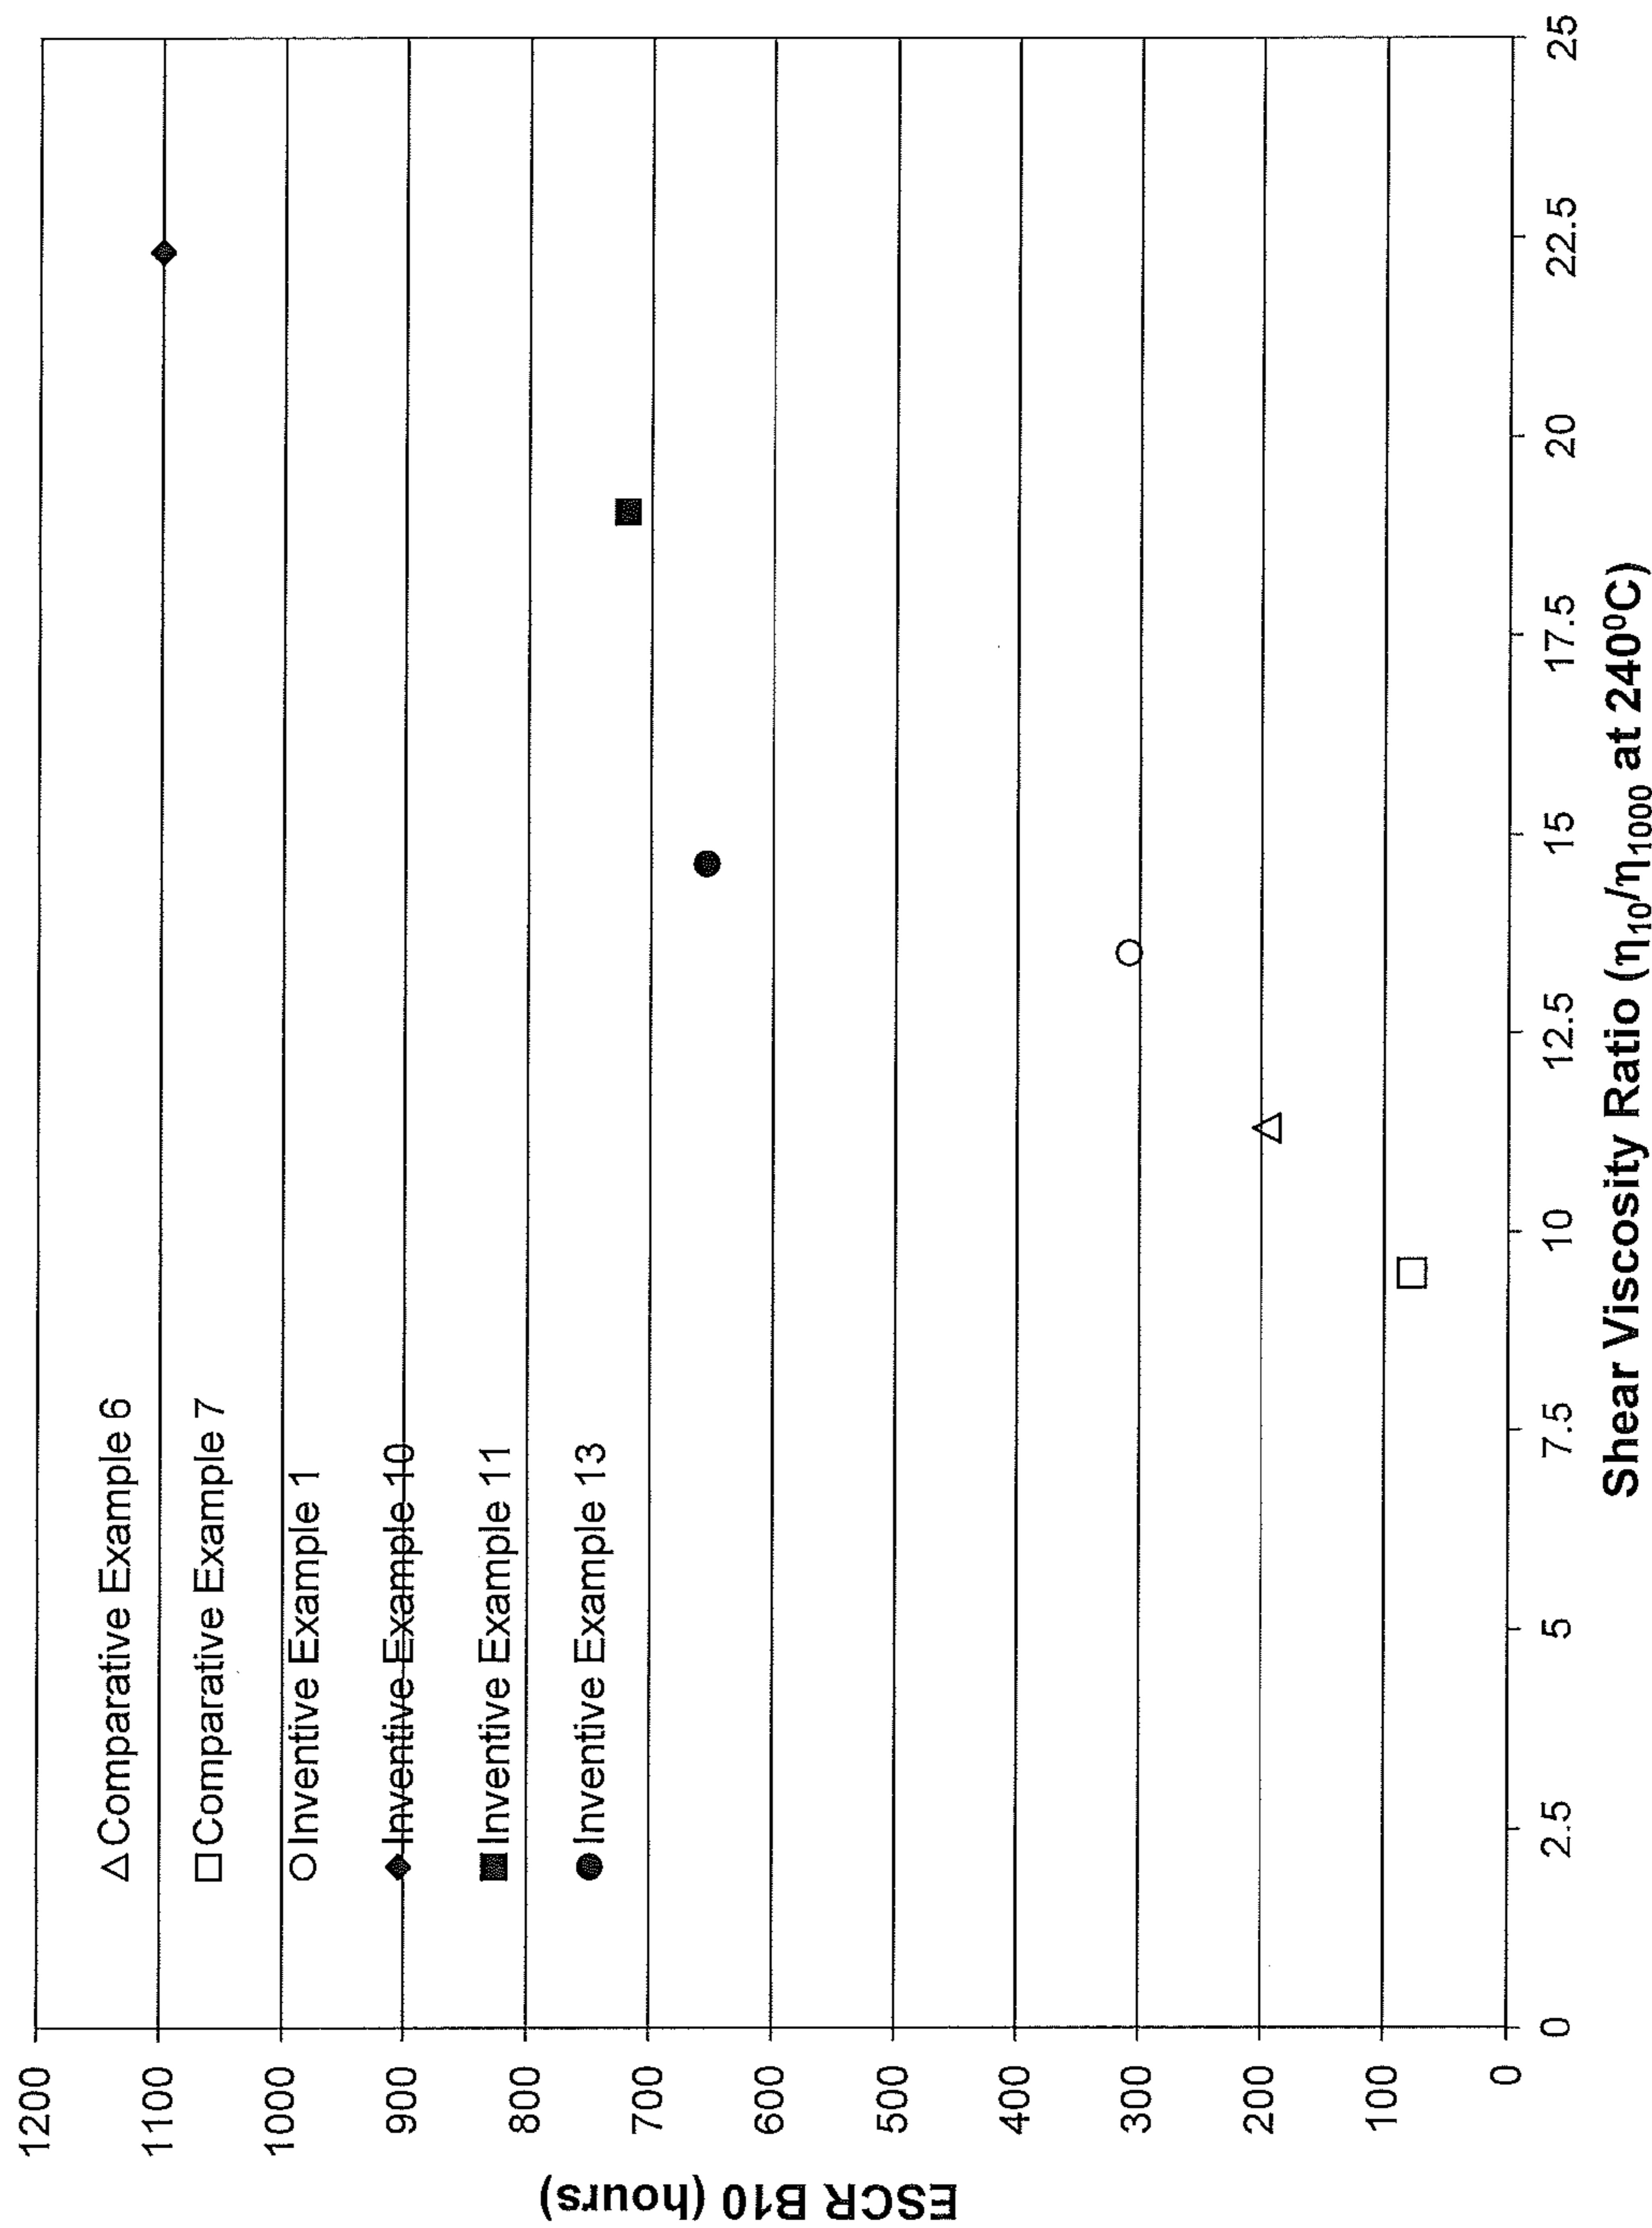 ESCR B10 (hours)
1200
1100
1000
900
800
700
600
500
400
300
200
100
0
△ Comparative Example 6
□ Comparative Example 7
○ Inventive Example 1
◆ Inventive Example 10
■ Inventive Example 11
● Inventive Example 13
0 2.5 5 7.5 10 12.5 15 17.5 20 22.5 25
Shear Viscosity Ratio (η10/η1000 at 240⁰C)